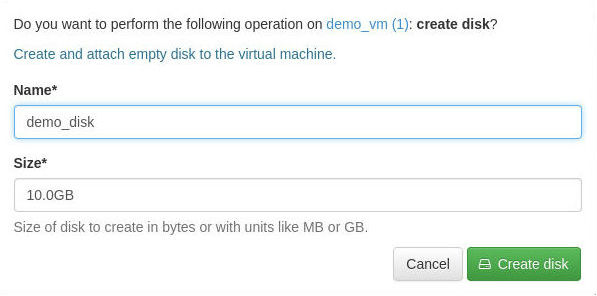 Do you want to perform the following operation on demo_vm (1): create disk?
Create and attach empty disk to the virtual machine.
Name*
demo_disk
Size*
10.0GB
Size of disk to create in bytes or with units like MB or GB.
Cancel
Create disk